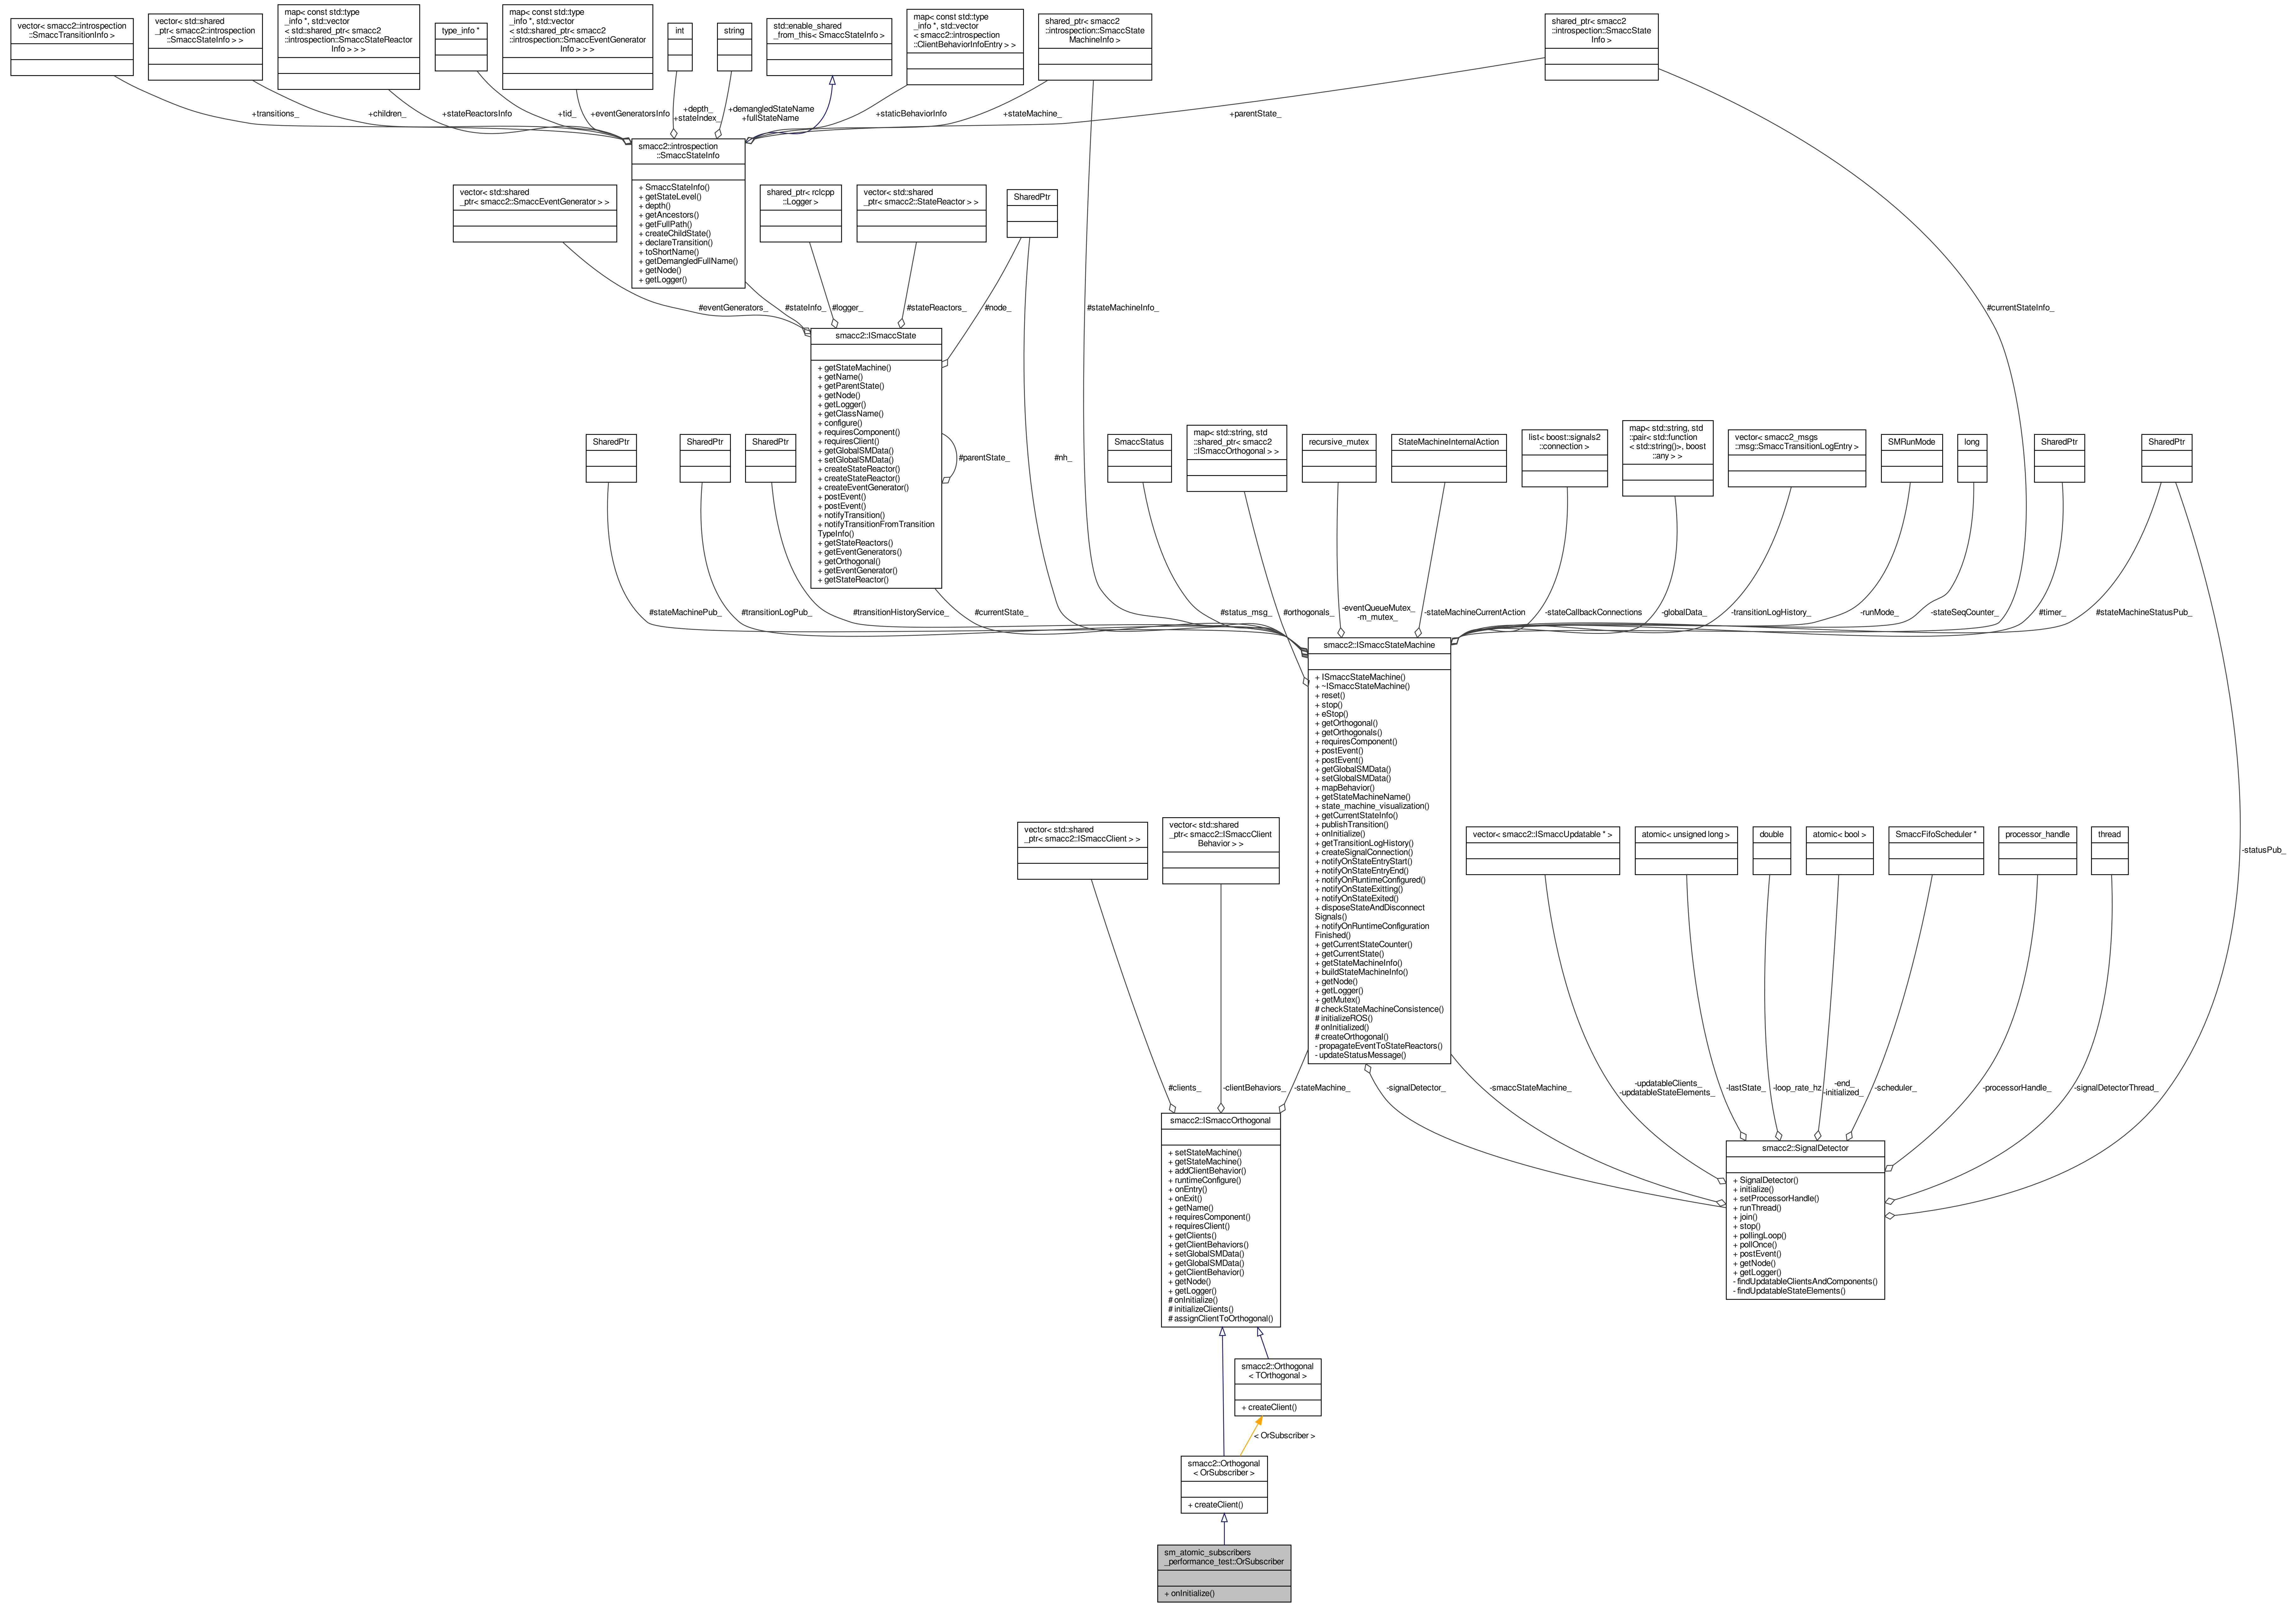 vector< smacc2::introspection
::SmaccTransitionInfo >
vector< std::shared
_ptr< smacc2::introspection
::SmaccStateInfo > >
map< const std::type
_info *, std::vector
< std::shared_ptr< smacc2
::introspection::SmaccStateReactor
Info > > >
type_info *
map< const std::type
_info *, std::vector
< std::shared_ptr< smacc2
::introspection::SmaccEventGenerator
Info > > >
int
string
std::enable_shared
_from_this< SmaccStateInfo >
map< const std::type
_info *, std::vector
< smacc2::introspection
::ClientBehaviorInfoEntry > >
shared_ptr< smacc2
::introspection::SmaccState
MachineInfo >
shared_ptr< smacc2
::introspection::SmaccState
Info >
+transitions_
+children_
+stateReactorsInfo
+tid_
+eventGeneratorsInfo
+depth_
+stateIndex_
+demangledStateName
+fullStateName
+staticBehaviorInfo
+stateMachine_
+parentState_
smacc2::introspection
::SmaccStateInfo
+ SmaccStateInfo()
+ getStateLevel()
+ depth()
+ getAncestors()
+ getFullPath()
+ createChildState()
+ declareTransition()
+ toShortName()
+ getDemangledFullName()
+ getNode()
+ getLogger()
vector< std::shared
_ptr< smacc2::SmaccEventGenerator > >
shared_ptr< rclcpp
::Logger >
vector< std::shared
_ptr< smacc2::StateReactor > >
SharedPtr
#eventGenerators_
#stateInfo_
#logger_
#stateReactors_
#node_
#stateMachineInfo_
#currentStateInfo_
smacc2::ISmaccState
+ getStateMachine()
+ getName()
+ getParentState()
+ getNode()
+ getLogger()
+ getClassName()
+ configure()
+ requiresComponent()
+ requiresClient()
+ getGlobalSMData()
+ setGlobalSMData()
+ createStateReactor()
+ createStateReactor()
+ createEventGenerator()
+ postEvent()
+ postEvent()
+ notifyTransition()
+ notifyTransitionFromTransition
TypeInfo()
+ getStateReactors()
+ getEventGenerators()
+ getOrthogonal()
+ getEventGenerator()
+ getStateReactor()
#parentState_
#nh_
SharedPtr
SharedPtr
SharedPtr
SmaccStatus
map< std::string, std
::shared_ptr< smacc2
::ISmaccOrthogonal > >
recursive_mutex
StateMachineInternalAction
list< boost::signals2
::connection >
map< std::string, std
::pair< std::function
< std::string()>, boost
::any > >
vector< smacc2_msgs
::msg::SmaccTransitionLogEntry >
SMRunMode
long
SharedPtr
SharedPtr
#stateMachinePub_
#transitionLogPub_
#transitionHistoryService_
#currentState_
#status_msg_
#orthogonals_
-eventQueueMutex_
-m_mutex_
-stateMachineCurrentAction
-stateCallbackConnections
-globalData_
-transitionLogHistory_
-runMode_
-stateSeqCounter_
#timer_
#stateMachineStatusPub_
smacc2::ISmaccStateMachine
+ ISmaccStateMachine()
+ ~ISmaccStateMachine()
+ reset()
+ stop()
+ eStop()
+ getOrthogonal()
+ getOrthogonals()
+ requiresComponent()
+ postEvent()
+ postEvent()
+ getGlobalSMData()
+ setGlobalSMData()
+ mapBehavior()
+ getStateMachineName()
+ state_machine_visualization()
+ getCurrentStateInfo()
+ publishTransition()
+ onInitialize()
+ getTransitionLogHistory()
+ createSignalConnection()
+ notifyOnStateEntryStart()
+ notifyOnStateEntryEnd()
+ notifyOnRuntimeConfigured()
+ notifyOnStateExitting()
+ notifyOnStateExited()
+ disposeStateAndDisconnect
Signals()
+ notifyOnRuntimeConfiguration
Finished()
+ getCurrentStateCounter()
+ getCurrentState()
+ getStateMachineInfo()
+ buildStateMachineInfo()
+ getNode()
+ getLogger()
+ getMutex()
# checkStateMachineConsistence()
# initializeROS()
# onInitialized()
# createOrthogonal()
- propagateEventToStateReactors()
- updateStatusMessage()
vector< std::shared
_ptr< smacc2::ISmaccClient > >
vector< std::shared
_ptr< smacc2::ISmaccClient
Behavior > >
vector< smacc2::ISmaccUpdatable * >
atomic< unsigned long >
double
atomic< bool >
SmaccFifoScheduler *
processor_handle
thread
-statusPub_
#clients_
-clientBehaviors_
-stateMachine_
-signalDetector_
-smaccStateMachine_
-updatableClients_
-updatableStateElements_
-lastState_
-loop_rate_hz
-end_
-initialized_
-scheduler_
-processorHandle_
-signalDetectorThread_
smacc2::ISmaccOrthogonal
+ setStateMachine()
+ getStateMachine()
+ addClientBehavior()
+ runtimeConfigure()
+ onEntry()
+ onExit()
+ getName()
+ requiresComponent()
+ requiresClient()
+ getClients()
+ getClientBehaviors()
+ setGlobalSMData()
+ getGlobalSMData()
+ getClientBehavior()
+ getNode()
+ getLogger()
# onInitialize()
# initializeClients()
# assignClientToOrthogonal()
smacc2::SignalDetector
+ SignalDetector()
+ initialize()
+ setProcessorHandle()
+ runThread()
+ join()
+ stop()
+ pollingLoop()
+ pollOnce()
+ postEvent()
+ getNode()
+ getLogger()
- findUpdatableClientsAndComponents()
- findUpdatableStateElements()
smacc2::Orthogonal
< TOrthogonal >
+ createClient()
< OrSubscriber >
smacc2::Orthogonal
< OrSubscriber >
+ createClient()
sm_atomic_subscribers
_performance_test::OrSubscriber
+ onInitialize()